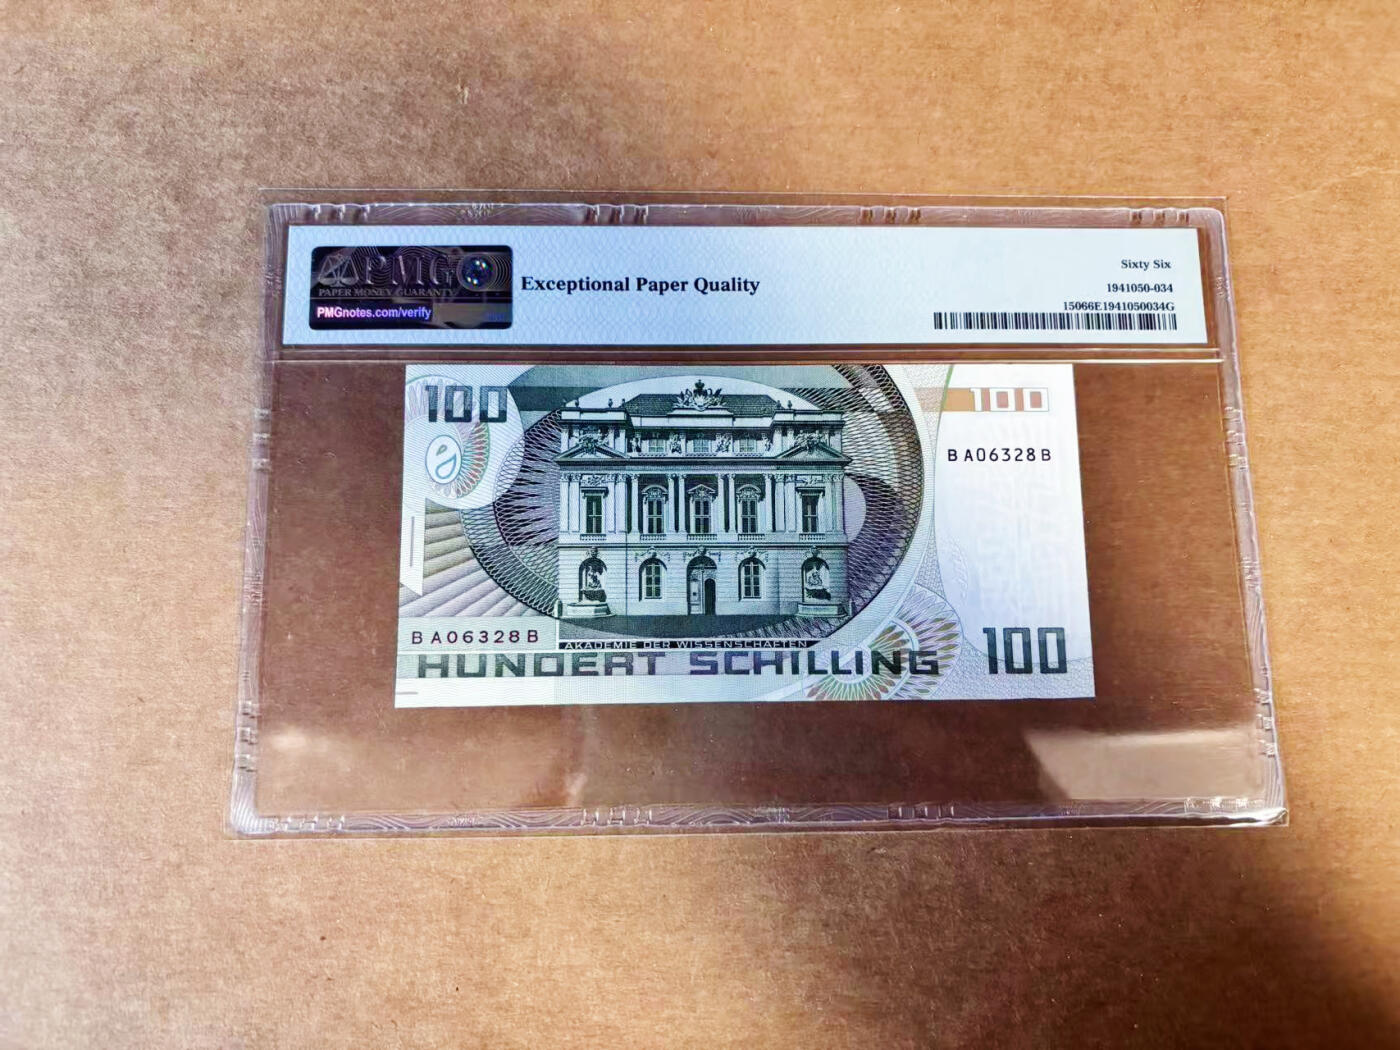 PMG
PAPER MONEY GUARANTY
PMGnotes.com/verify
Exceptional Paper Quality
Sixty Six
1941050-034
15066E1941050034G
100
100
BA06328B
BA06328B
AKADEMIE DER WISSENSCHAFTEN
HUNDERT SCHILLING
100